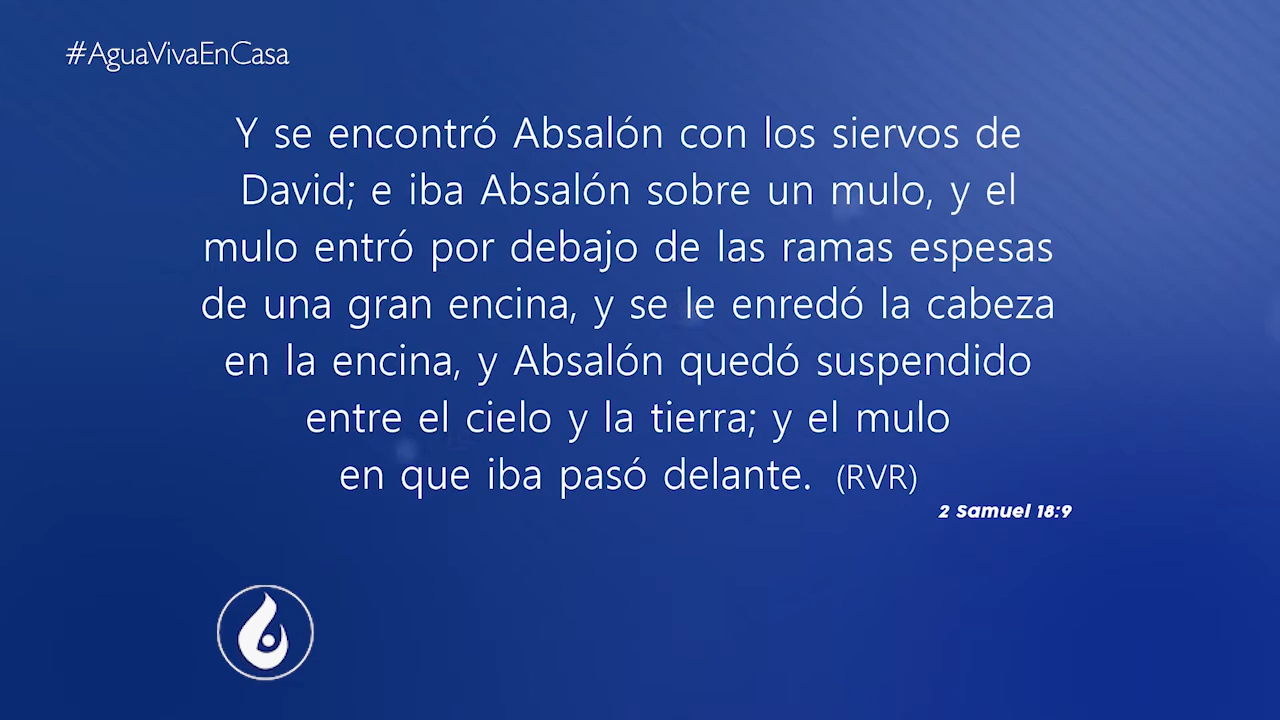 #AguaVivaEnCasa
Y se encontró Absalón con los siervos de
David; e iba Absalón sobre un mulo, y el
mulo entró por debajo de las ramas espesas
de una gran encina, y se le enredó la cabeza
en la encina, y Absalón quedó suspendido
entre el cielo y la tierra; y el mulo
en que iba pasó delante. (RVR)
2 Samuel 18:9